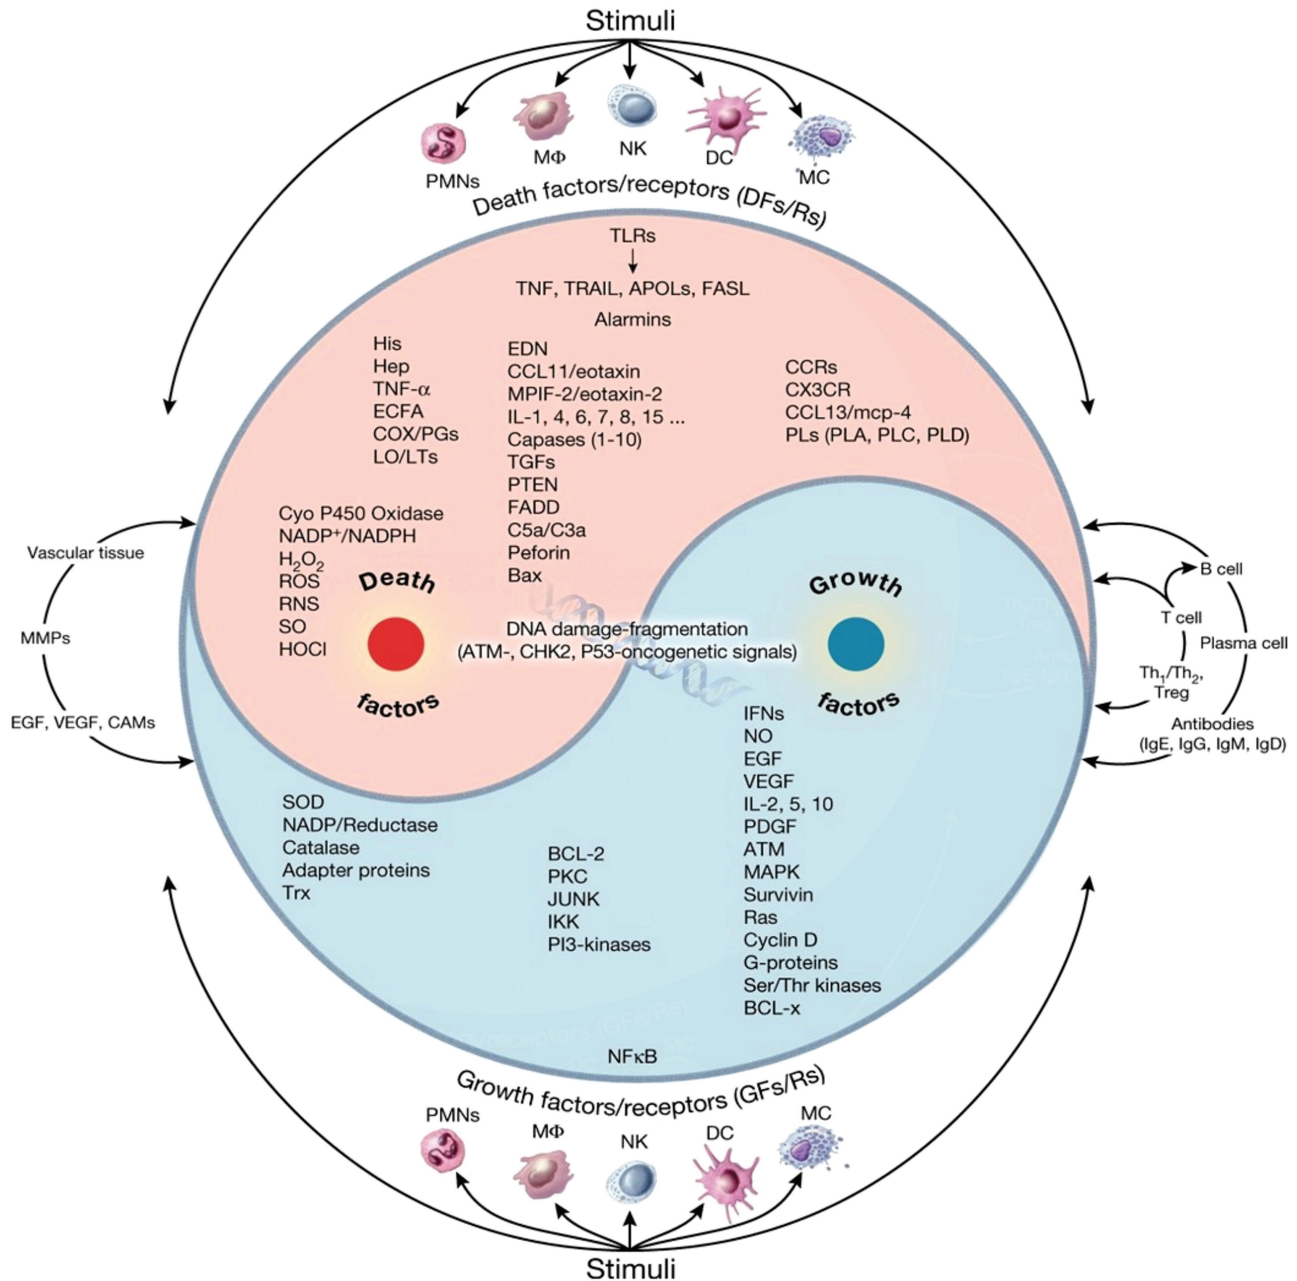 Stimuli
PMNs
MΦ
NK
DC
MC
Death factors/receptors (DFs/Rs)
TLRs
TNF, TRAIL, APOLs, FASL
Alarmins
His
Hep
TNF-α
ECFA
COX/PGs
LO/LTs
EDN
CCL11/eotaxin
MPIF-2/eotaxin-2
IL-1, 4, 6, 7, 8, 15 ...
Capases (1-10)
TGFs
PTEN
FADD
C5a/C3a
Peforin
Bax
CCRs
CX3CR
CCL13/mcp-4
PLs (PLA, PLC, PLD)
Cyo P450 Oxidase
NADP⁺/NADPH
H₂O₂
ROS
RNS
SO
HOCl
Death
factors
DNA damage-fragmentation
(ATM-, CHK2, P53-oncogenetic signals)
Growth
factors
Vascular tissue
MMPs
EGF, VEGF, CAMs
B cell
T cell
Plasma cell
Th₁/Th₂,
Treg
Antibodies
(IgE, IgG, IgM, IgD)
SOD
NADP/Reductase
Catalase
Adapter proteins
Trx
BCL-2
PKC
JUNK
IKK
PI3-kinases
IFNs
NO
EGF
VEGF
IL-2, 5, 10
PDGF
ATM
MAPK
Survivin
Ras
Cyclin D
G-proteins
Ser/Thr kinases
BCL-x
NFκB
Growth factors/receptors (GFs/Rs)
PMNs
MΦ
NK
DC
MC
Stimuli